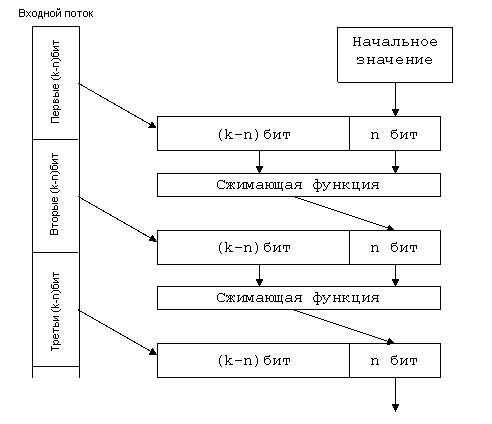 Входной поток
Начальное
значение
Первые (k-n)бит
(k-n)бит
n бит
Сжимающая функция
Вторые (k-n)бит
(k-n)бит
n бит
Сжимающая функция
Третьи (k-n)бит
(k-n)бит
n бит